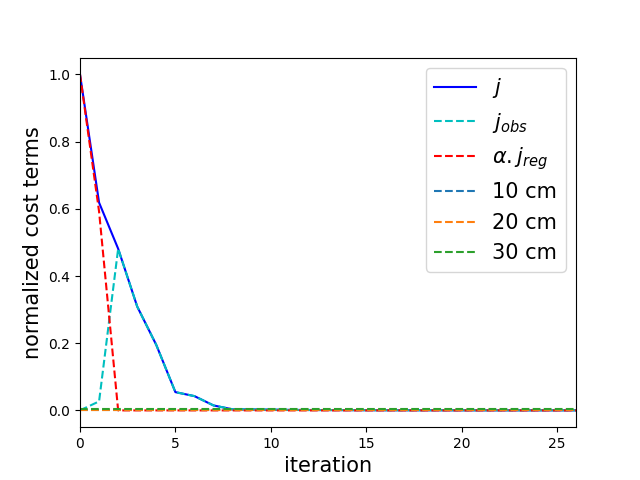 normalized cost terms
1.0
0.8
0.6
0.4
0.2
0.0
0
5
10
15
20
25
iteration
j
j_obs
α.j_reg
10 cm
20 cm
30 cm